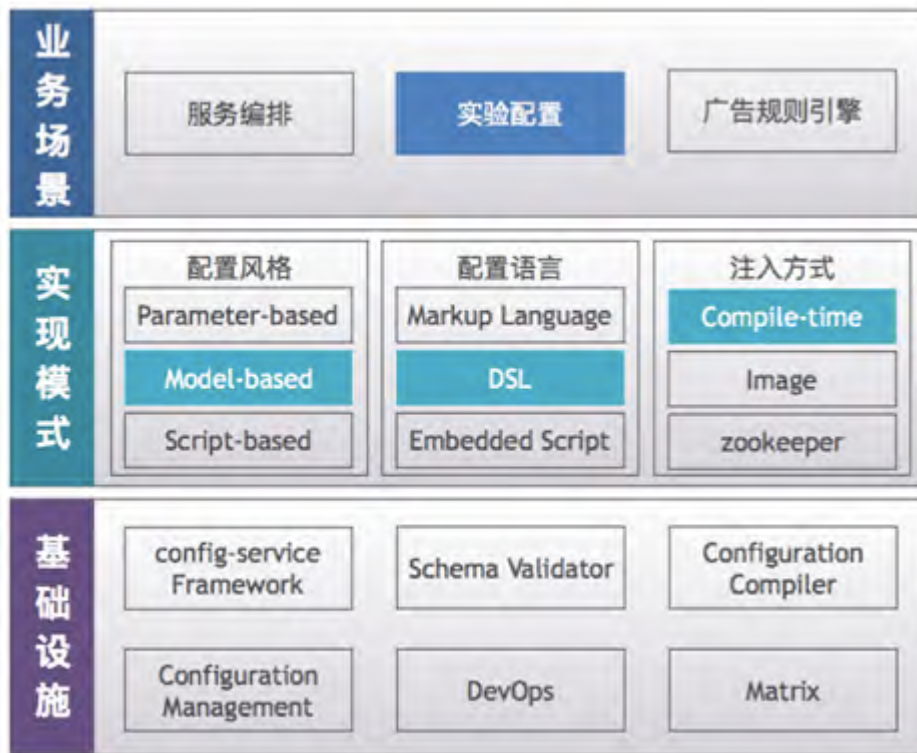 业务场景
服务编排
实验配置
广告规则引擎
实现模式
配置风格
Parameter-based
Model-based
Script-based
配置语言
Markup Language
DSL
Embedded Script
注入方式
Compile-time
Image
zookeeper
基础设施
config-service
Framework
Schema Validator
Configuration
Compiler
Configuration
Management
DevOps
Matrix